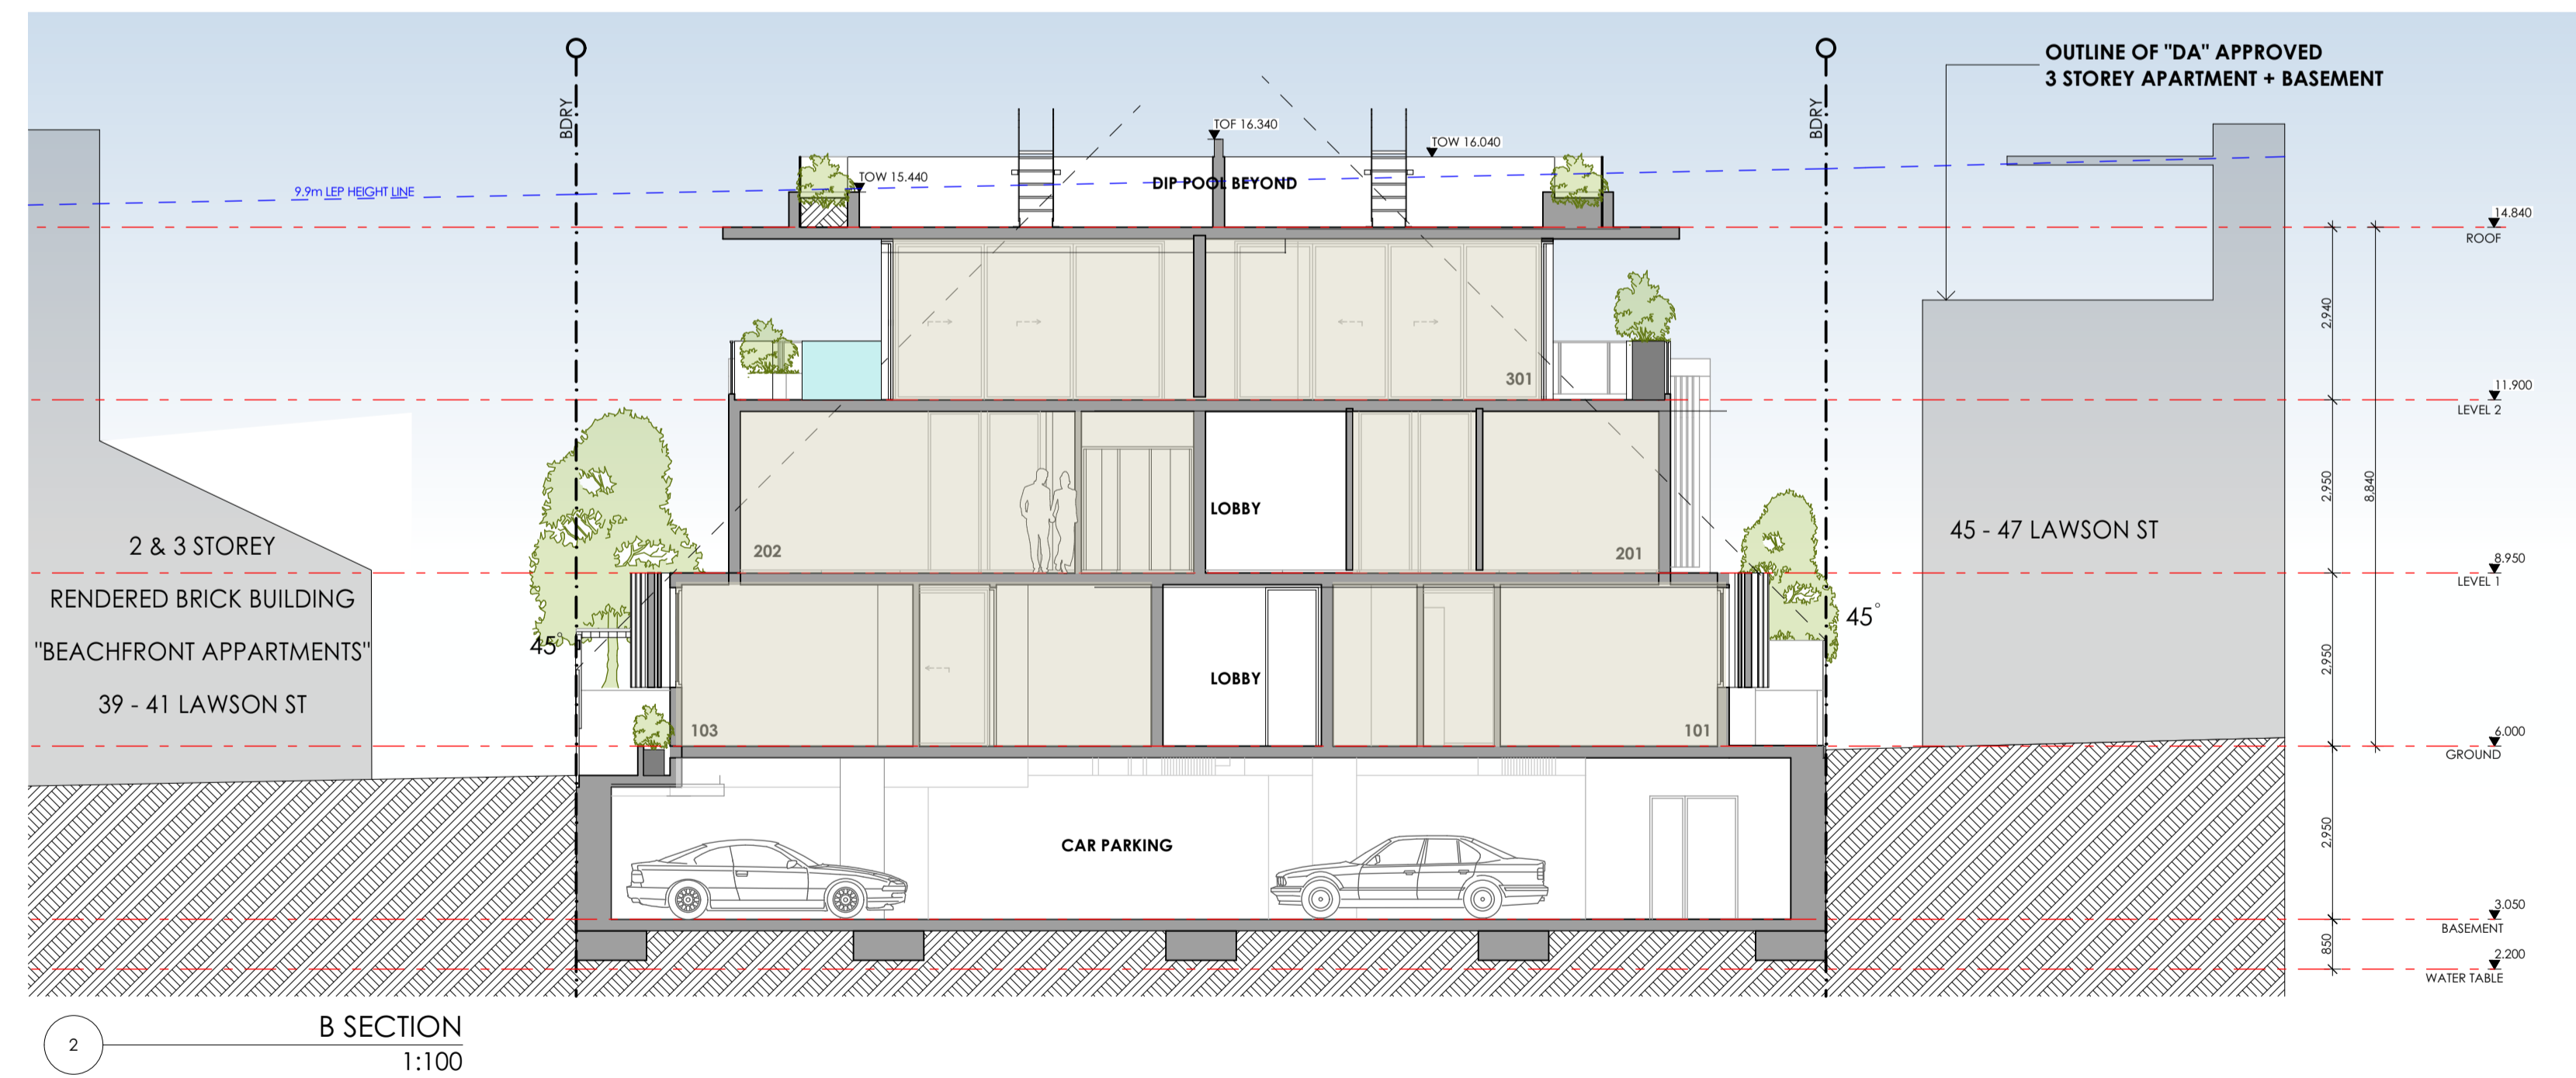 OUTLINE OF "DA" APPROVED
3 STOREY APARTMENT + BASEMENT
BDRY
BDRY
TOF 16.340
TOW 16.040
TOW 15.440
DIP POOL BEYOND
9.9m LEP HEIGHT LINE
14.840
ROOF
2,940
301
11.900
LEVEL 2
2,950
8,840
LOBBY
202
201
45 - 47 LAWSON ST
2 & 3 STOREY
RENDERED BRICK BUILDING
"BEACHFRONT APPARTMENTS"
39 - 41 LAWSON ST
8.950
LEVEL 1
45°
45°
2,950
LOBBY
103
101
6.000
GROUND
CAR PARKING
2,950
3.050
BASEMENT
850
2.200
WATER TABLE
2
B SECTION
1:100